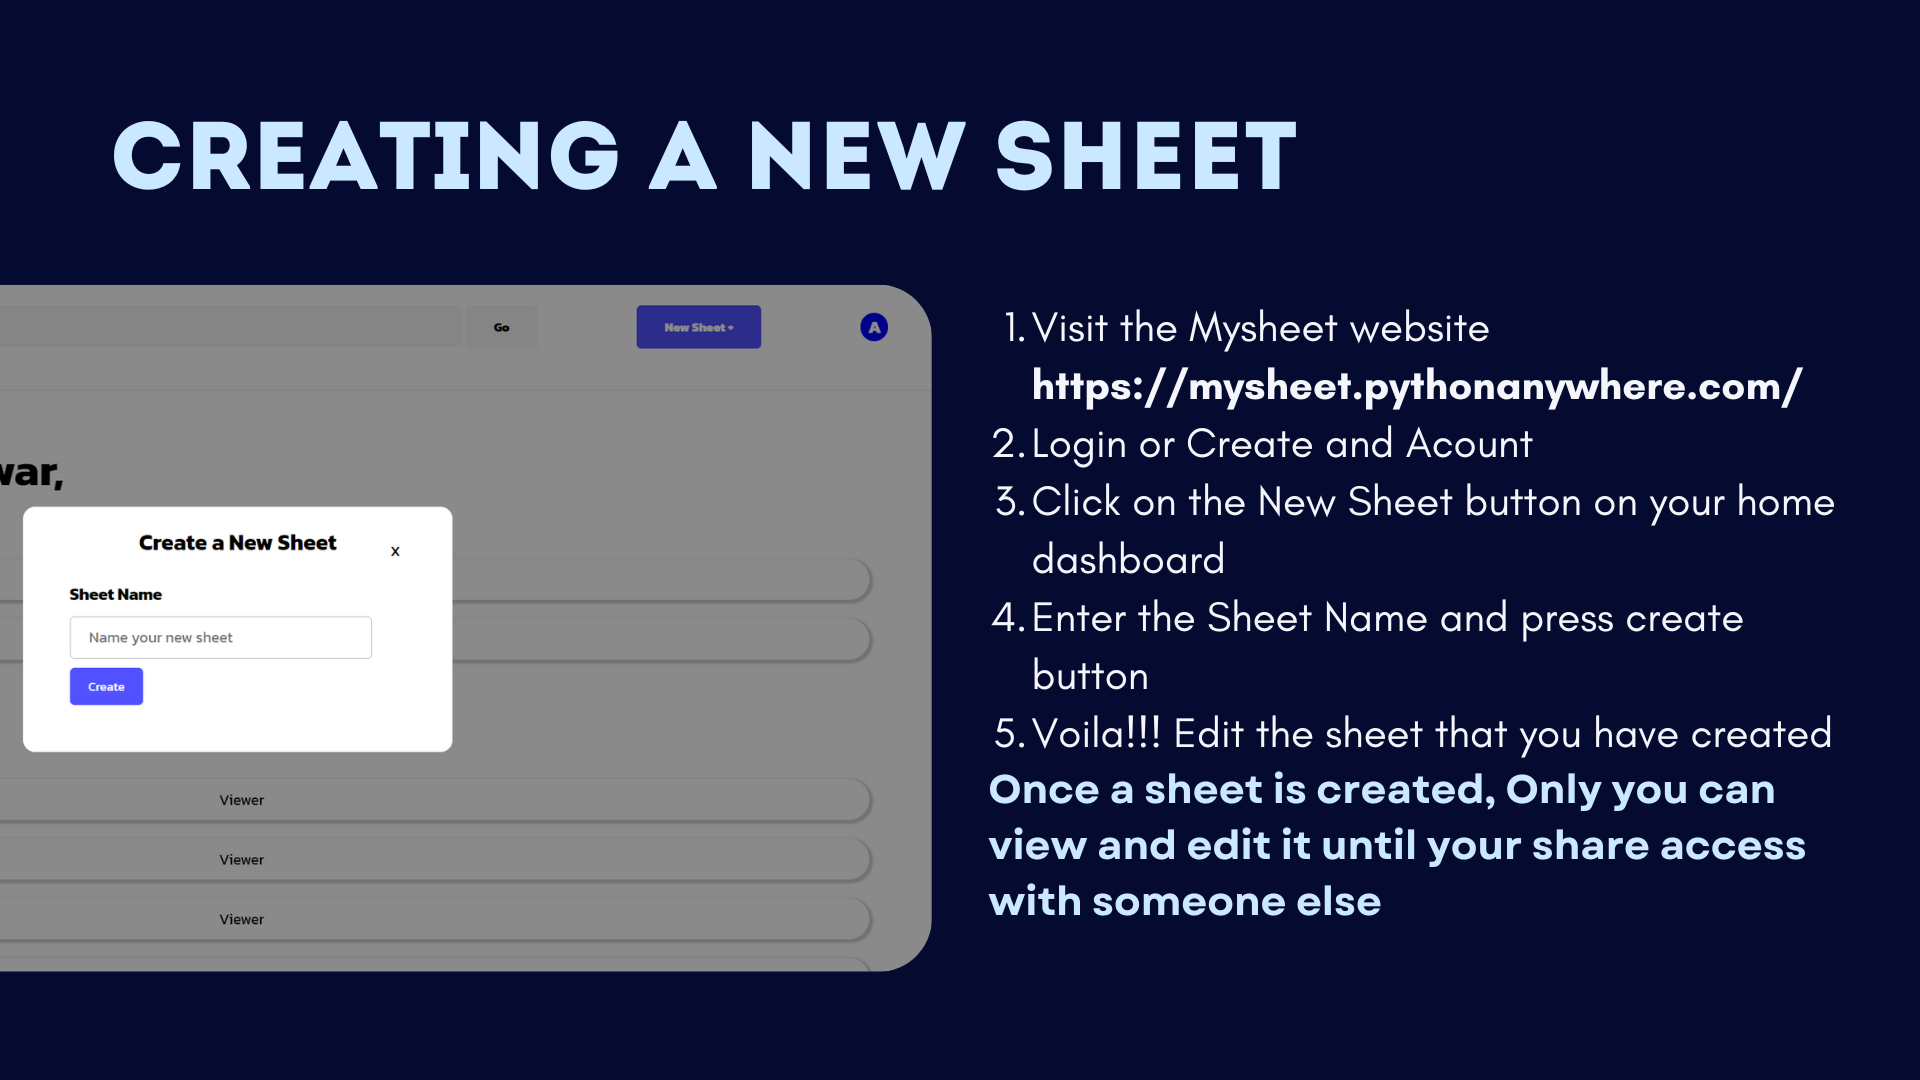 CREATING A NEW SHEET
Go
New Sheet +
A
war,
Create a New Sheet
x
Sheet Name
Name your new sheet
Create
Viewer
Viewer
Viewer
1. Visit the Mysheet website
https://mysheet.pythonanywhere.com/
2. Login or Create and Acount
3. Click on the New Sheet button on your home
dashboard
4. Enter the Sheet Name and press create
button
5. Voila!!! Edit the sheet that you have created
Once a sheet is created, Only you can
view and edit it until your share access
with someone else